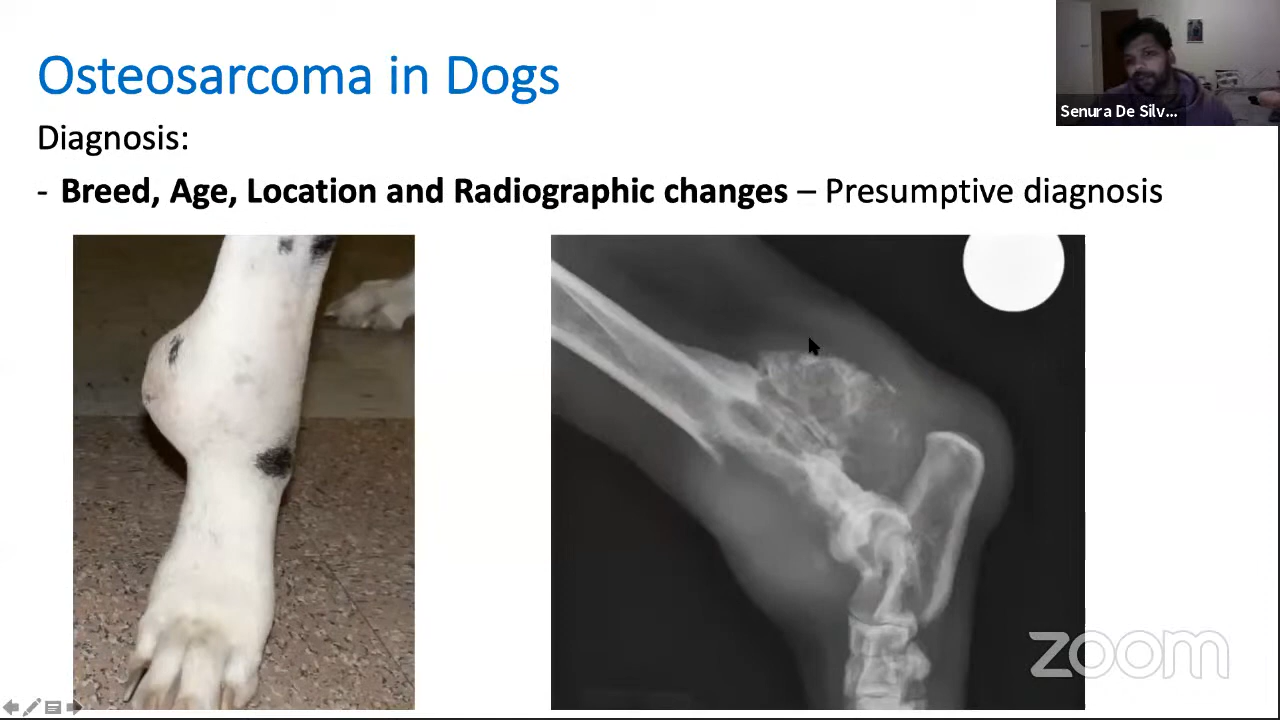 Osteosarcoma in Dogs
Senura De Silv...
Diagnosis:
- Breed, Age, Location and Radiographic changes – Presumptive diagnosis
zoom